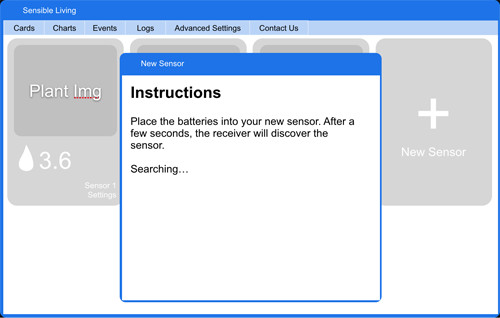 Sensible Living
Cards Charts Events Logs Advanced Settings Contact Us
Plant Img
3.6
Sensor 1
Settings
New Sensor
Instructions
Place the batteries into your new sensor. After a
few seconds, the receiver will discover the
sensor.
Searching…
+
New Sensor